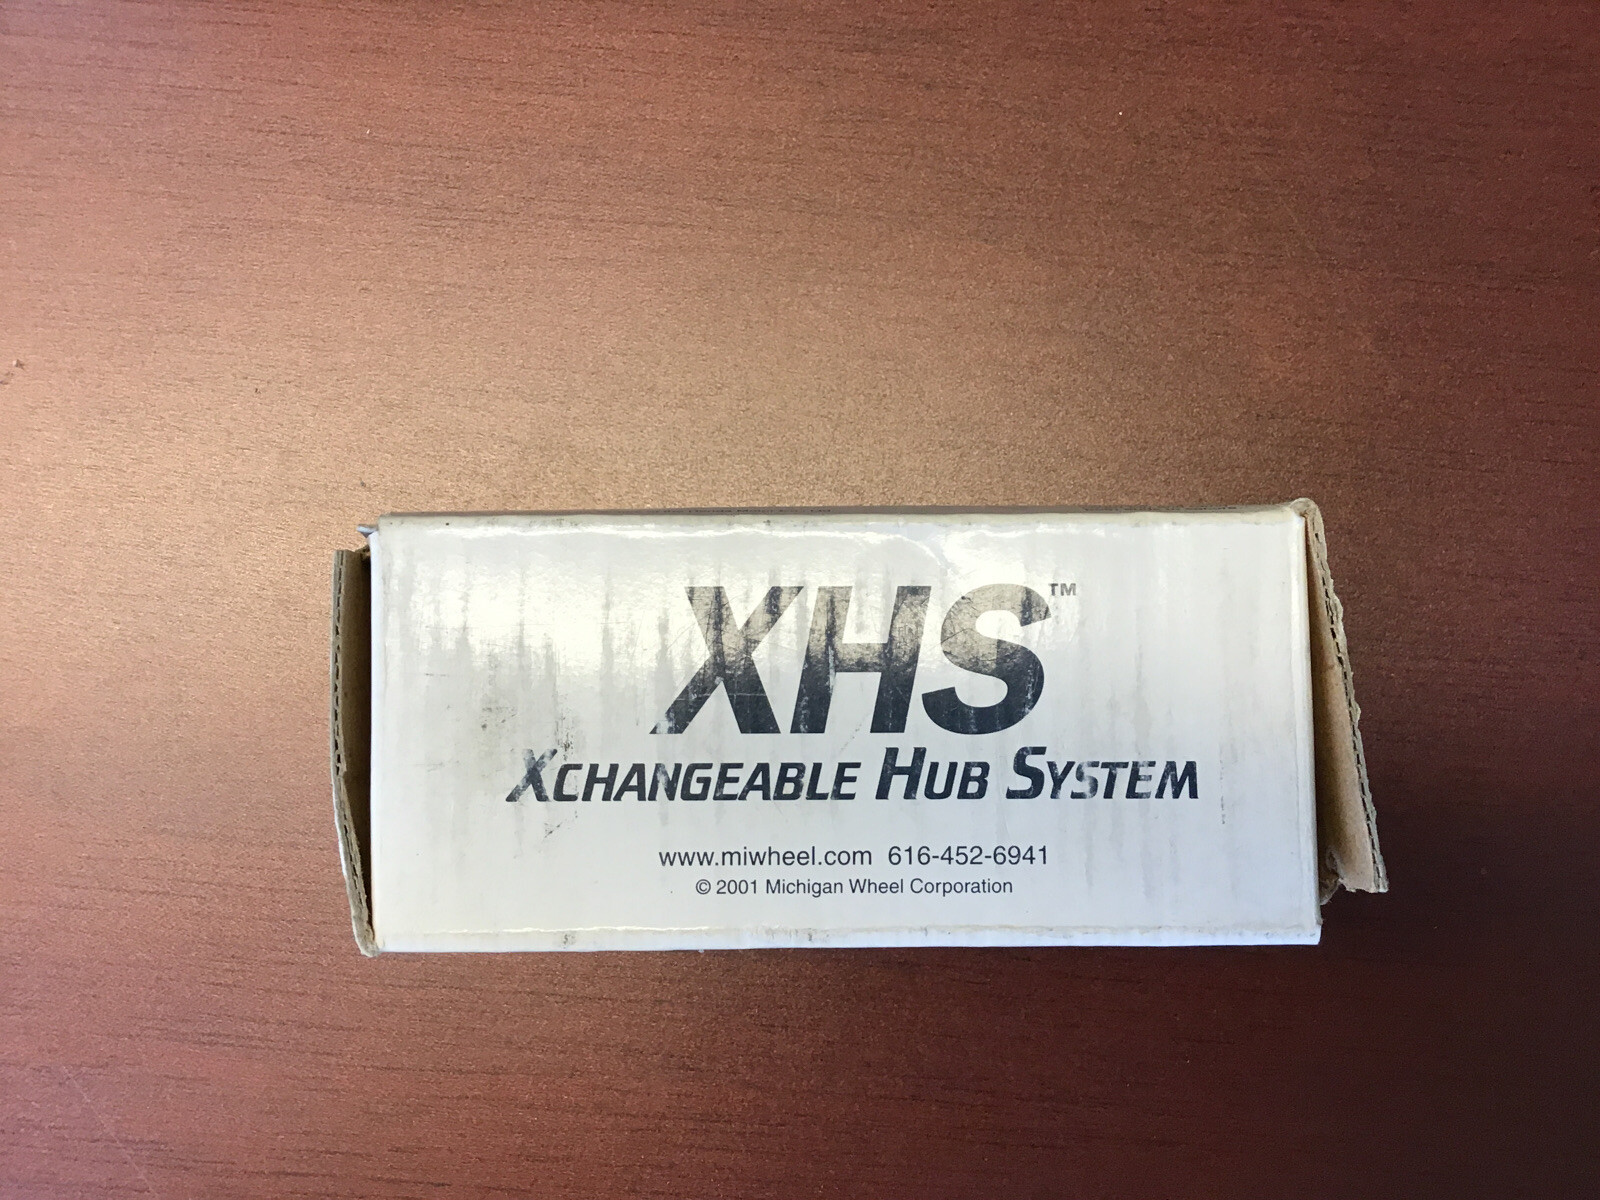 XHS™
XCHANGEABLE HUB SYSTEM
www.miwheel.com 616-452-6941
© 2001 Michigan Wheel Corporation